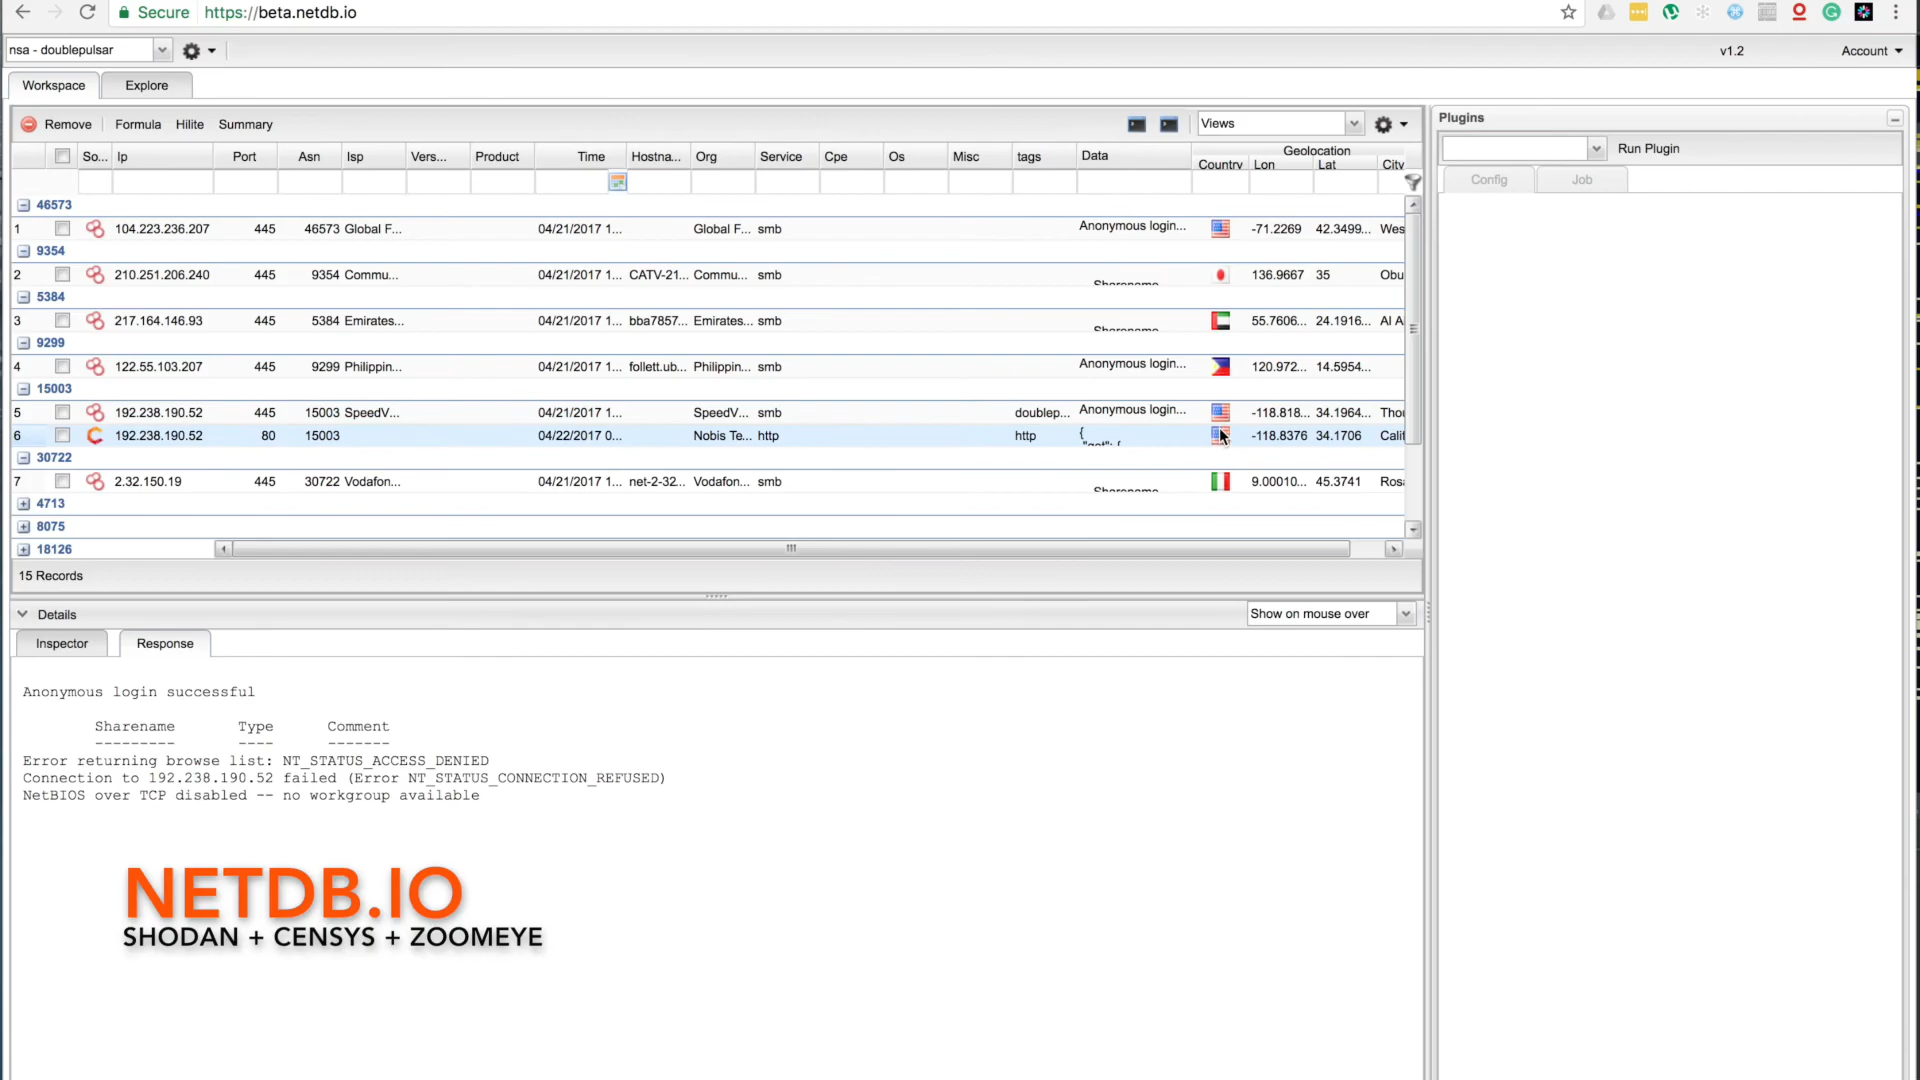 Secure https://beta.netdb.io
nsa - doublepulsar v1.2 Account
Workspace Explore
Remove Formula Hilite Summary Views
Plugins
Run Plugin
Config Job
So... Ip Port Asn Isp Vers... Product Time Hostna... Org Service Cpe Os Misc tags Data Geolocation
Country Lon Lat City
46573
1 104.223.236.207 445 46573 Global F... 04/21/2017 1... Global F... smb Anonymous login... -71.2269 42.3499... Wes
9354
2 210.251.206.240 445 9354 Commu... 04/21/2017 1... CATV-21... Commu... smb Sharename 136.9667 35 Obu
5384
3 217.164.146.93 445 5384 Emirates... 04/21/2017 1... bba7857... Emirates... smb Sharename 55.7606... 24.1916... Al A
9299
4 122.55.103.207 445 9299 Philippin... 04/21/2017 1... follett.ub... Philippin... smb Anonymous login... 120.972... 14.5954...
15003
5 192.238.190.52 445 15003 SpeedV... 04/21/2017 1... SpeedV... smb doublep... Anonymous login... -118.818... 34.1964... Tho
6 192.238.190.52 80 15003 04/22/2017 0... Nobis Te... http http { -118.8376 34.1706 Calif
30722
7 2.32.150.19 445 30722 Vodafon... 04/21/2017 1... net-2-32... Vodafon... smb Sharename 9.00010... 45.3741 Rosa
4713
8075
18126
15 Records
Details Show on mouse over
Inspector Response
Anonymous login successful
Sharename Type Comment
--------- ---- -------
Error returning browse list: NT_STATUS_ACCESS_DENIED
Connection to 192.238.190.52 failed (Error NT_STATUS_CONNECTION_REFUSED)
NetBIOS over TCP disabled -- no workgroup available
NETDB.IO
SHODAN + CENSYS + ZOOMEYE